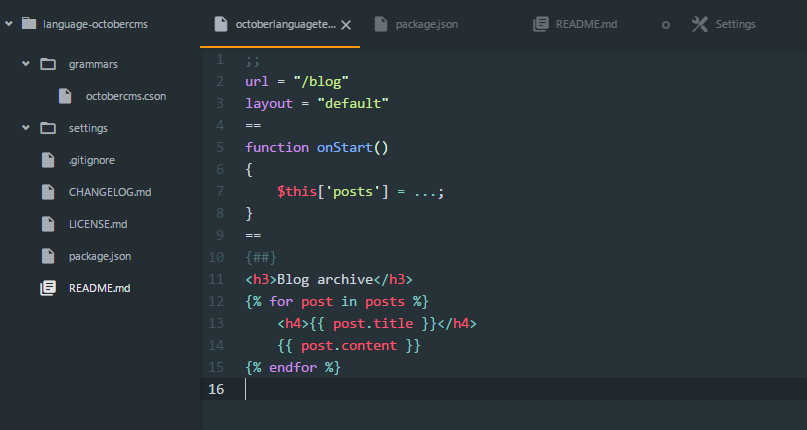 language-octobercms
grammars
octobercms.cson
settings
.gitignore
CHANGELOG.md
LICENSE.md
package.json
README.md
octoberlanguagete...
package.json
README.md
Settings
1 ;;
2 url = "/blog"
3 layout = "default"
4 ==
5 function onStart()
6 {
7     $this['posts'] = ...;
8 }
9 ==
10 {##}
11 <h3>Blog archive</h3>
12 {% for post in posts %}
13     <h4>{{ post.title }}</h4>
14     {{ post.content }}
15 {% endfor %}
16